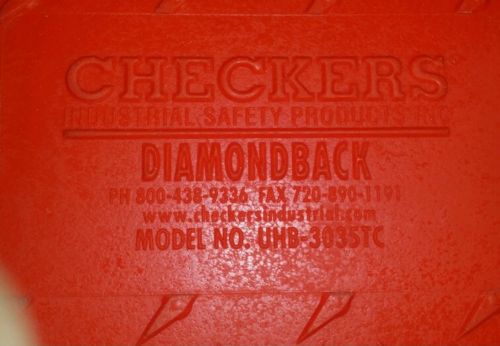 CHECKERS
INDUSTRIAL SAFETY PRODUCTS INC
DIAMONDBACK
PH 800-438-9336 FAX 720-890-1191
www.checkersindustrial.com
MODEL NO. UHB-3035TC